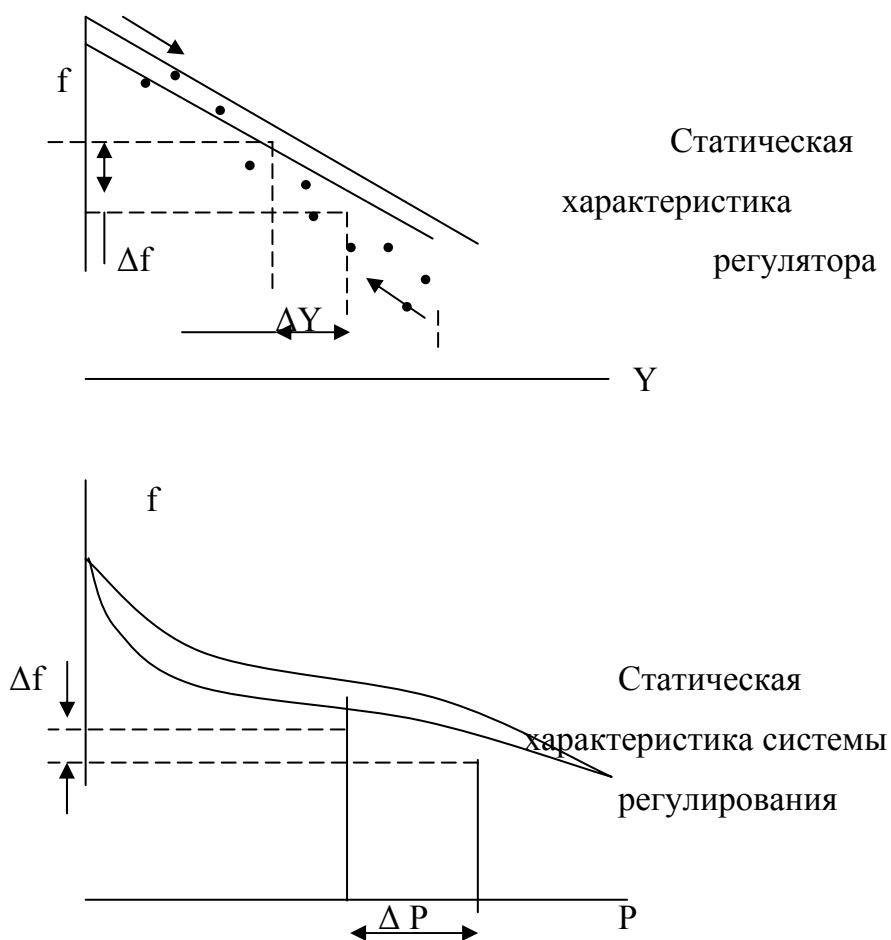 f
Статическая
характеристика
регулятора
Δf
ΔY
Y
f
Δf
Статическая
характеристика системы
регулирования
Δ P
P